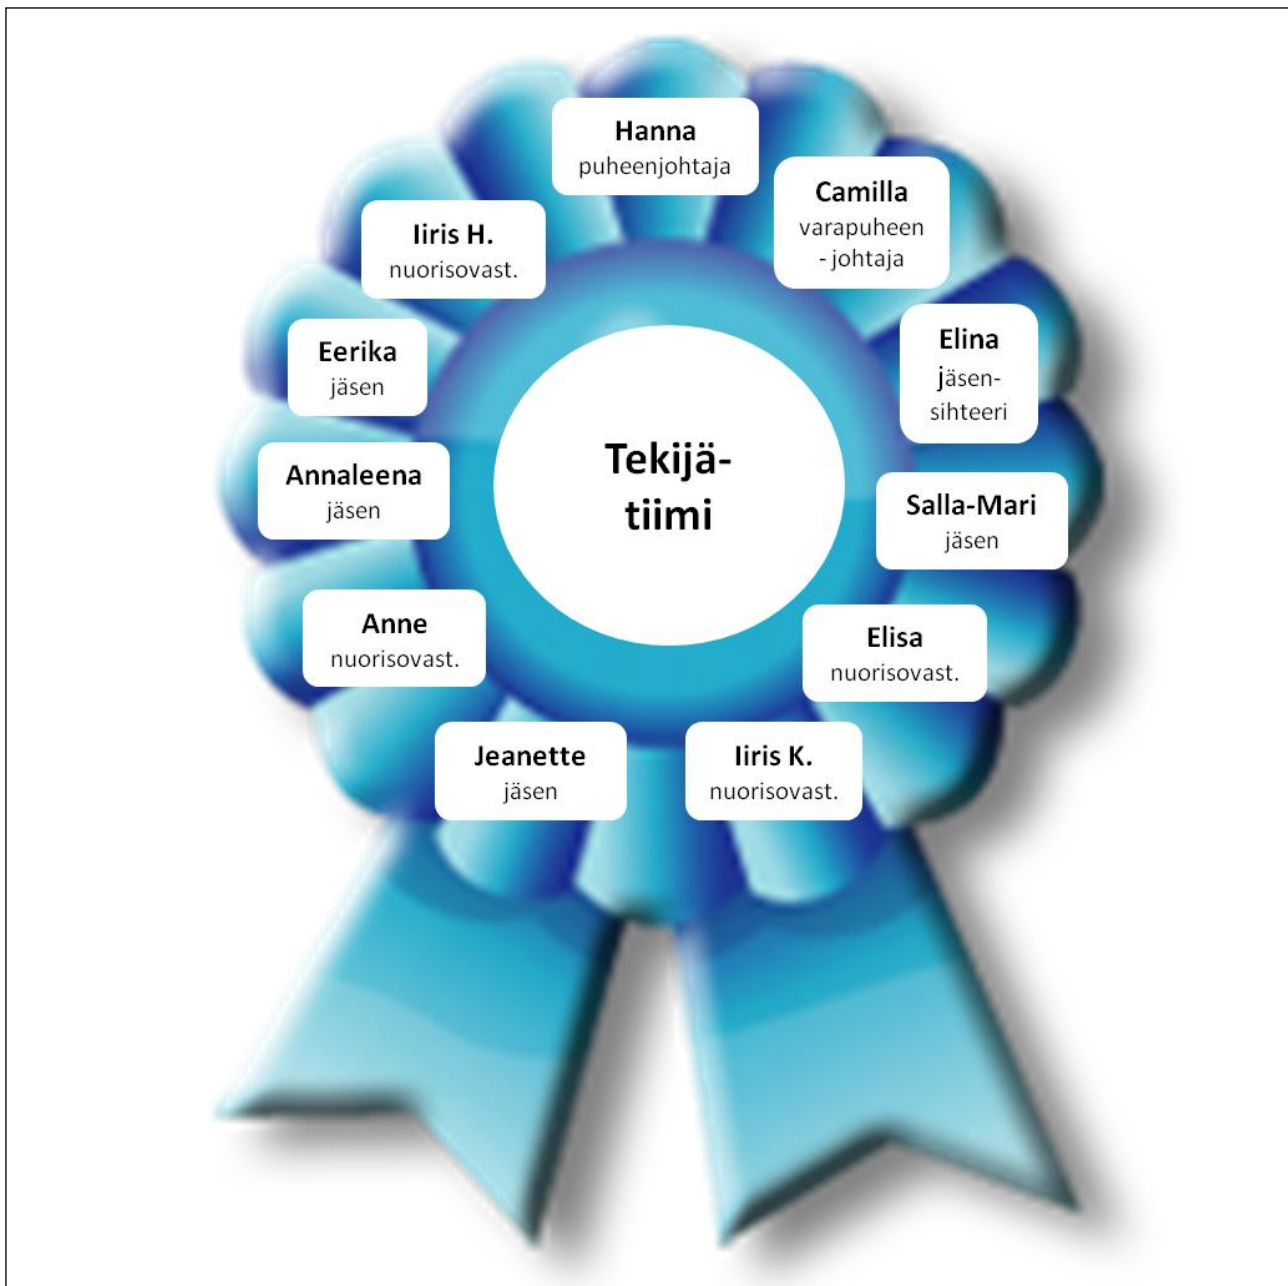 Hanna
puheenjohtaja
Camilla
varapuheen
- johtaja
Elina
jäsen-
sihteeri
Salla-Mari
jäsen
Elisa
nuorisovast.
Iiris K.
nuorisovast.
Jeanette
jäsen
Anne
nuorisovast.
Annaleena
jäsen
Eerika
jäsen
Iiris H.
nuorisovast.
Tekijä-
tiimi